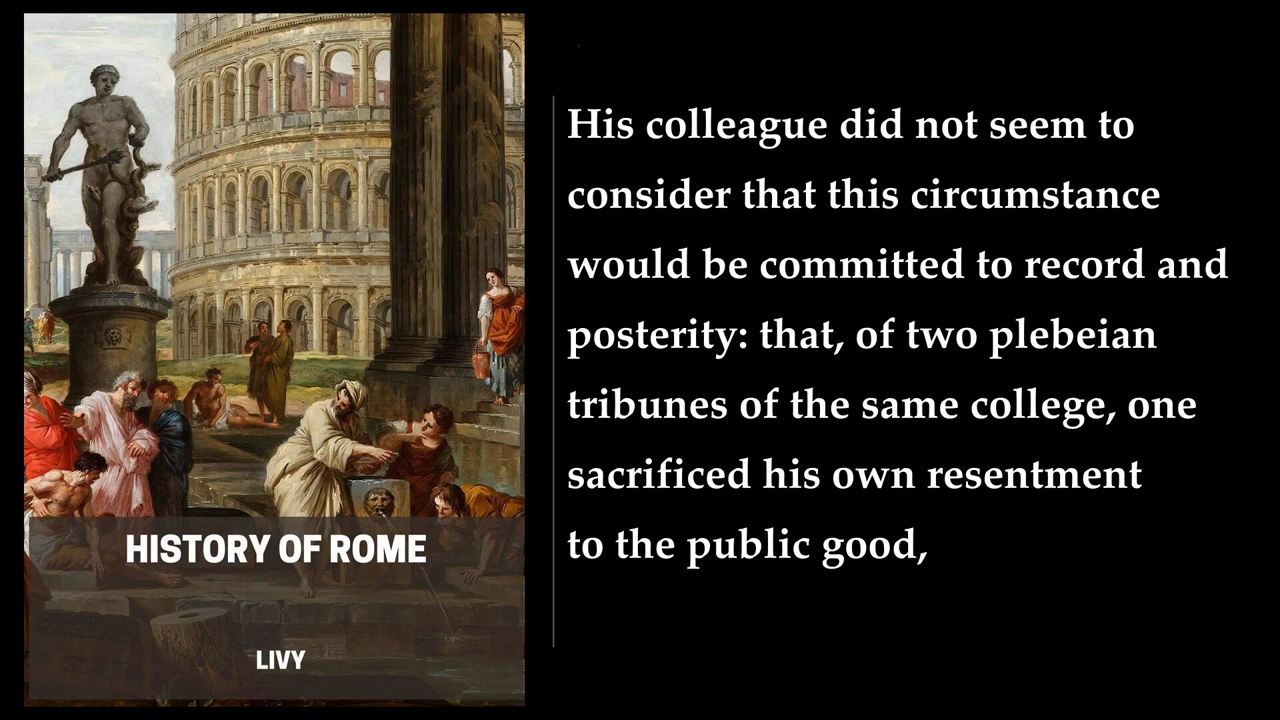 HISTORY OF ROME
LIVY
His colleague did not seem to
consider that this circumstance
would be committed to record and
posterity: that, of two plebeian
tribunes of the same college, one
sacrificed his own resentment
to the public good,